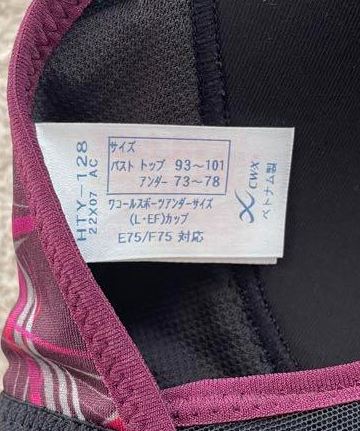 サイズ
バスト トップ 93〜101
アンダー 73〜78
ワコールスポーツアンダーサイズ
(L・EF)カップ
E75/F75 対応
HTY-128
22X07 AC
CWX
ベトナム製